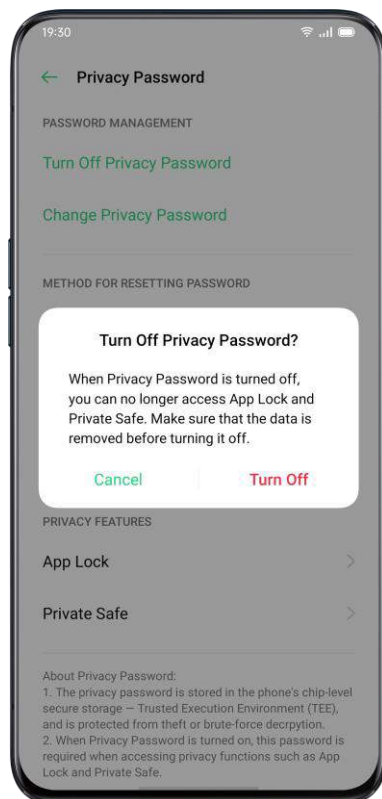 19:30
Privacy Password
PASSWORD MANAGEMENT
Turn Off Privacy Password
Change Privacy Password
METHOD FOR RESETTING PASSWORD
Turn Off Privacy Password?
When Privacy Password is turned off,
you can no longer access App Lock and
Private Safe. Make sure that the data is
removed before turning it off.
Cancel
Turn Off
PRIVACY FEATURES
App Lock
Private Safe
About Privacy Password:
1. The privacy password is stored in the phone's chip-level
secure storage — Trusted Execution Environment (TEE),
and is protected from theft or brute-force decrpytion.
2. When Privacy Password is turned on, this password is
required when accessing privacy functions such as App
Lock and Private Safe.